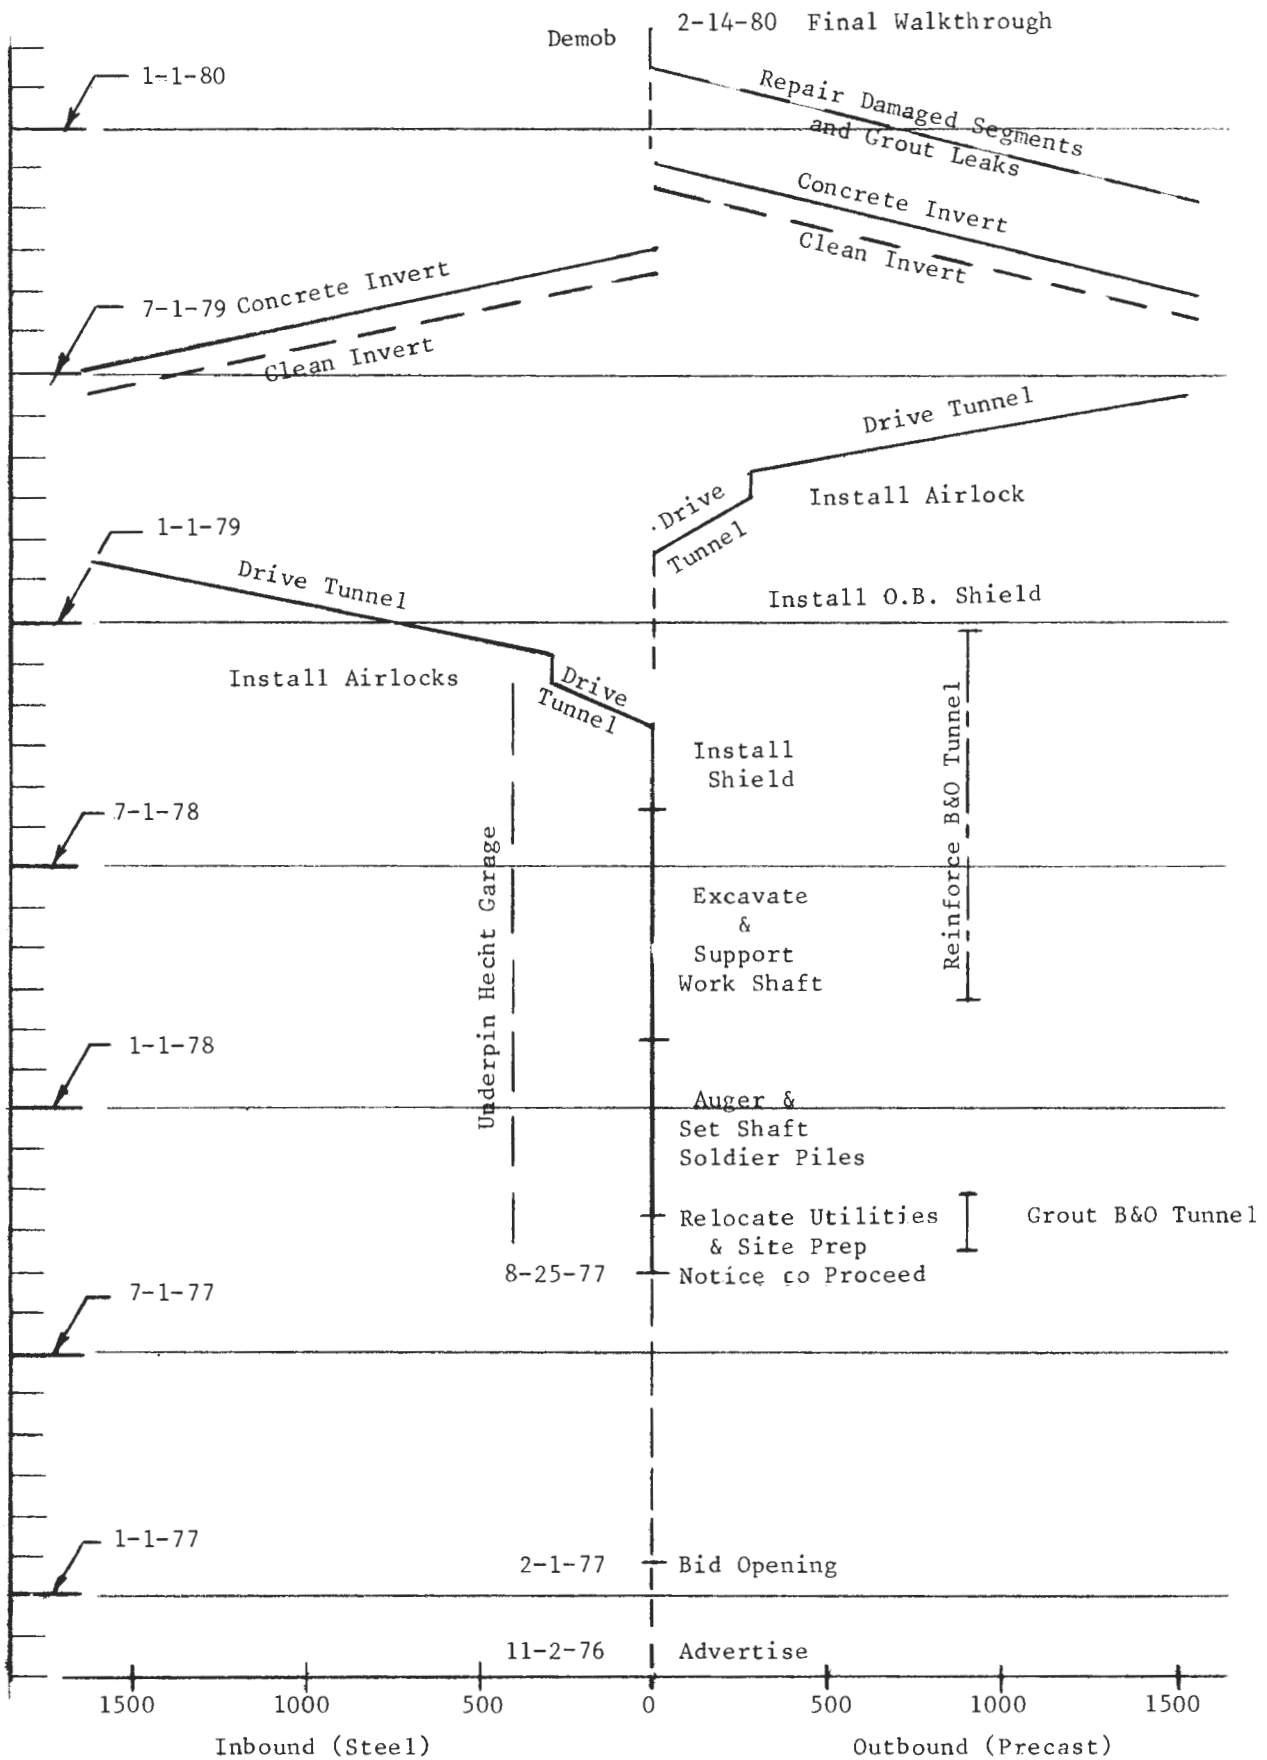 2-14-80 Final Walkthrough
Demob
1-1-80
Repair Damaged Segments
and Grout Leaks
Concrete Invert
Clean Invert
7-1-79
Concrete Invert
Clean Invert
Drive Tunnel
Install Airlock
Drive
Tunnel
1-1-79
Drive Tunnel
Install O.B. Shield
Install Airlocks
Drive
Tunnel
Install
Shield
Reinforce B&O Tunnel
7-1-78
Underpin Hecht Garage
Excavate
&
Support
Work Shaft
1-1-78
Auger &
Set Shaft
Soldier Piles
Relocate Utilities
& Site Prep
Grout B&O Tunnel
8-25-77
Notice to Proceed
7-1-77
1-1-77
2-1-77
Bid Opening
11-2-76
Advertise
1500 1000 500 0 500 1000 1500
Inbound (Steel)
Outbound (Precast)